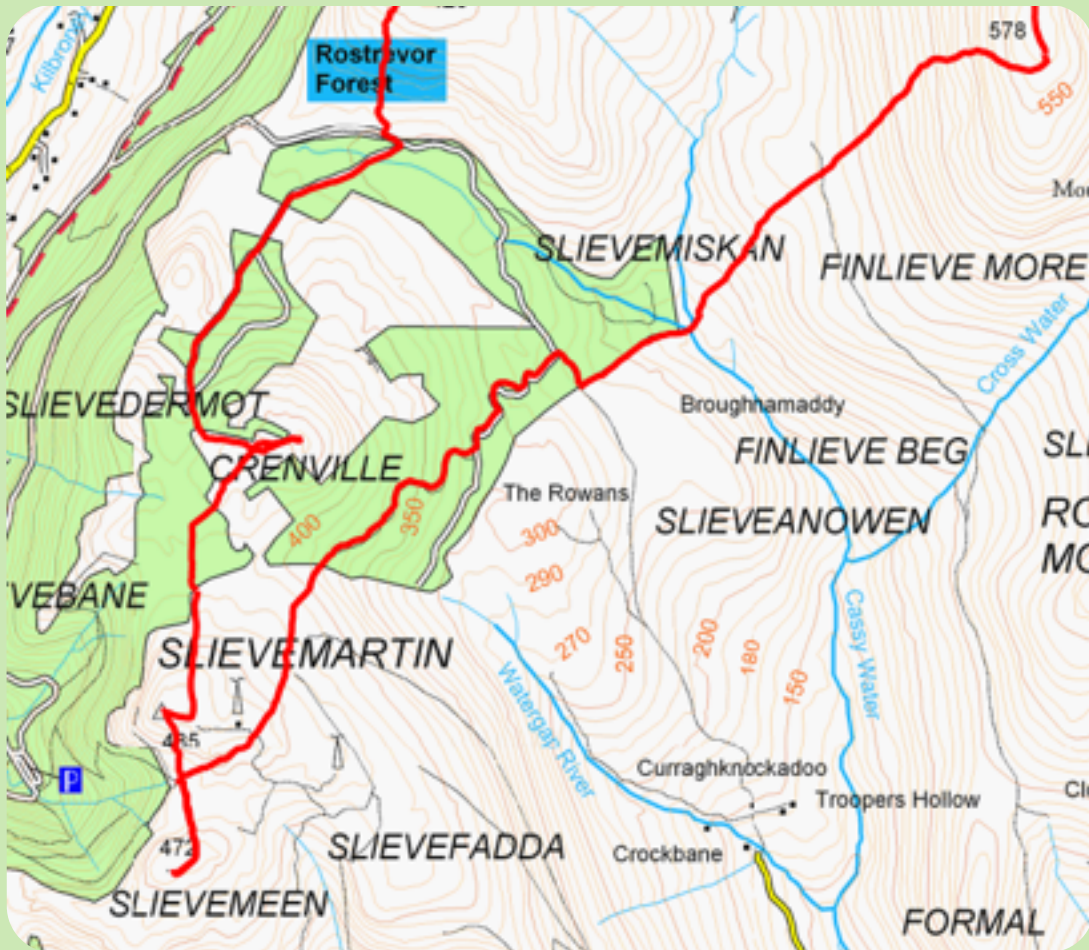 Kilbroney
Rostrevor
Forest
578
550
SLIEVEMISKAN
FINLIEVE MORE
Cross Water
SLIEVEDERMOT
CRENVILLE
Broughnamaddy
FINLIEVE BEG
The Rowans
SLIEVEANOWEN
400
350
300
290
270
250
200
180
150
VEBANE
SLIEVEMARTIN
Cassy Water
Watergap River
485
P
Curraghknockadoo
Troopers Hollow
Crockbane
472
SLIEVEFADDA
SLIEVEMEEN
FORMAL